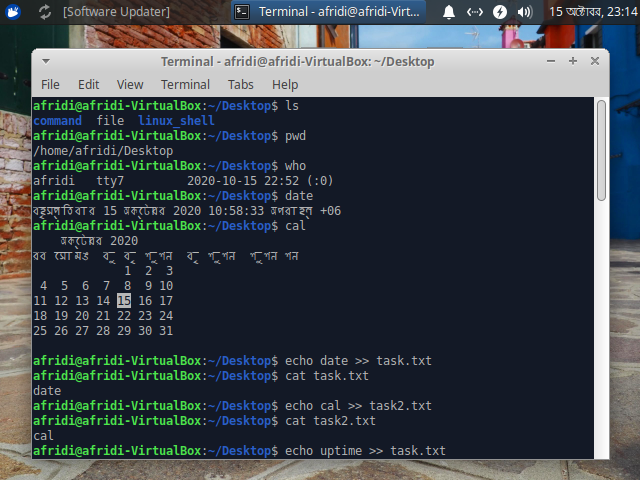 [Software Updater]
Terminal - afridi@afridi-Virt...
15 অক্টোবর, 23:14
Terminal - afridi@afridi-VirtualBox: ~/Desktop
File Edit View Terminal Tabs Help
afridi@afridi-VirtualBox:~/Desktop$ ls
command file linux_shell
afridi@afridi-VirtualBox:~/Desktop$ pwd
/home/afridi/Desktop
afridi@afridi-VirtualBox:~/Desktop$ who
afridi tty7 2020-10-15 22:52 (:0)
afridi@afridi-VirtualBox:~/Desktop$ date
বৃহস্পতিবার 15 অক্টোবর 2020 10:58:33 অপরাহ্ণ +06
afridi@afridi-VirtualBox:~/Desktop$ cal
অক্টোবর 2020
1 2 3
4 5 6 7 8 9 10
11 12 13 14 15 16 17
18 19 20 21 22 23 24
25 26 27 28 29 30 31
afridi@afridi-VirtualBox:~/Desktop$ echo date >> task.txt
afridi@afridi-VirtualBox:~/Desktop$ cat task.txt
date
afridi@afridi-VirtualBox:~/Desktop$ echo cal >> task2.txt
afridi@afridi-VirtualBox:~/Desktop$ cat task2.txt
cal
afridi@afridi-VirtualBox:~/Desktop$ echo uptime >> task.txt